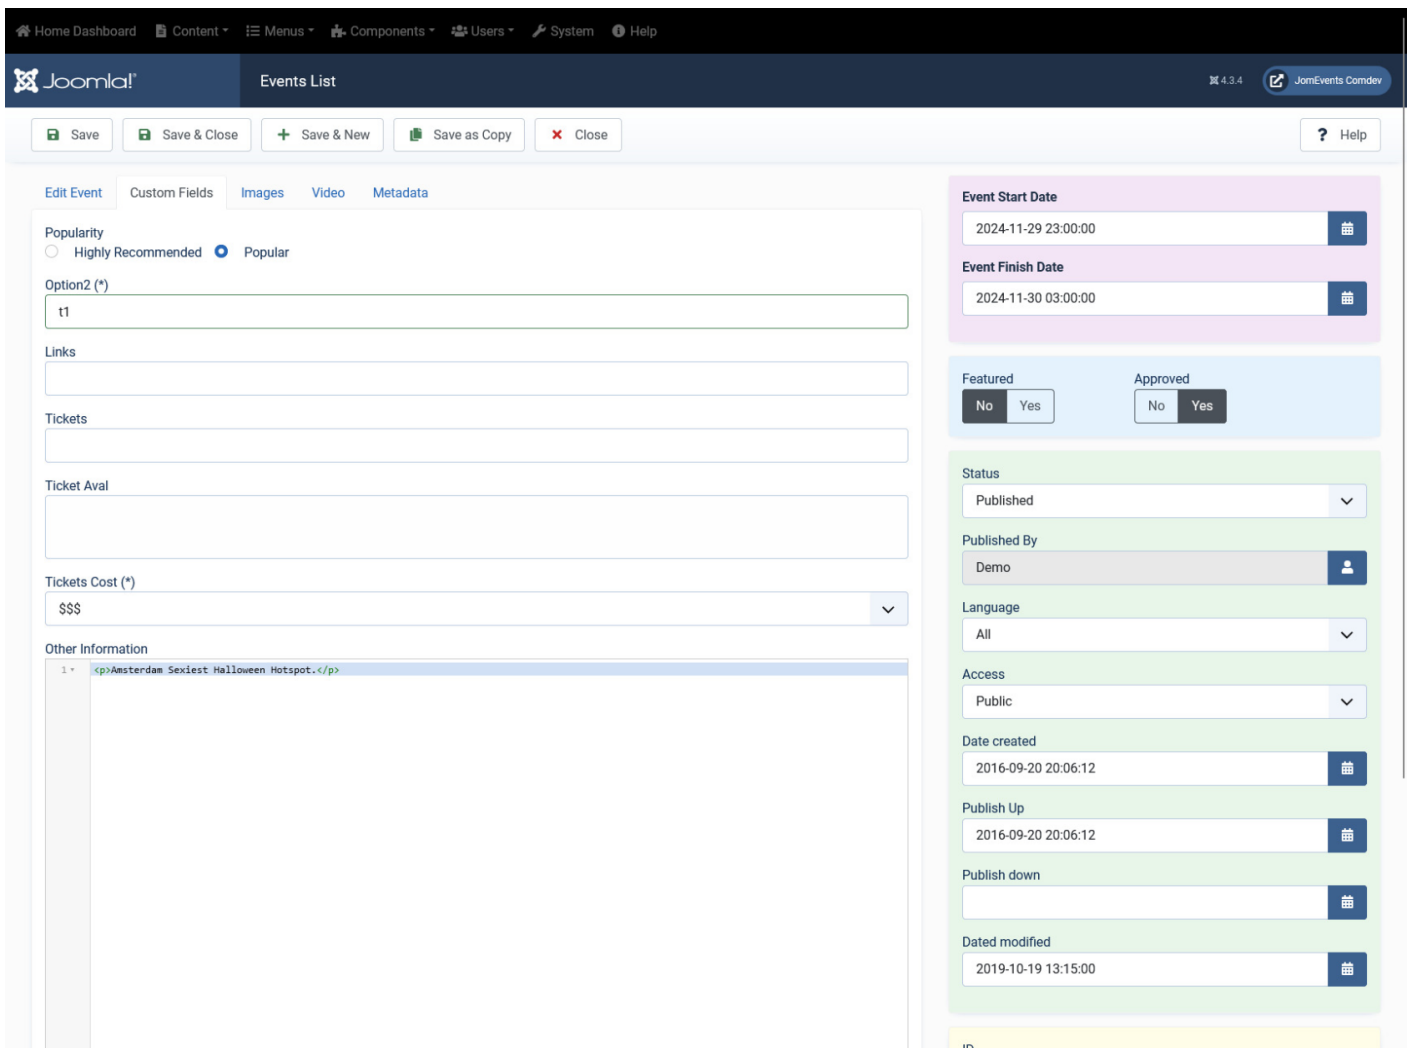 Home Dashboard Content Menus Components Users System Help
Joomla!® Events List 4.3.4 JomEvents Comdev
Save Save & Close Save & New Save as Copy Close ? Help
Edit Event Custom Fields Images Video Metadata
Popularity
Highly Recommended Popular
Option2 (*)
t1
Links
Tickets
Ticket Aval
Tickets Cost (*)
$$$
Other Information
1 <p>Amsterdam Sexiest Halloween Hotspot.</p>
Event Start Date
2024-11-29 23:00:00
Event Finish Date
2024-11-30 03:00:00
Featured Approved
No Yes No Yes
Status
Published
Published By
Demo
Language
All
Access
Public
Date created
2016-09-20 20:06:12
Publish Up
2016-09-20 20:06:12
Publish down
Dated modified
2019-10-19 13:15:00
ID